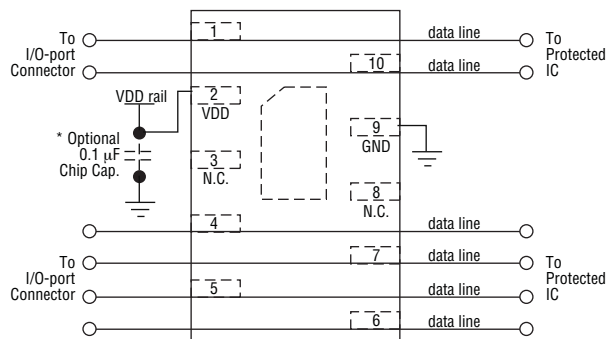 To
I/O-port
Connector
1
data line
To
Protected
IC
10
data line
VDD rail
2
VDD
9
GND
* Optional
0.1 µF
Chip Cap.
3
N.C.
8
N.C.
4
data line
To
I/O-port
Connector
7
data line
To
Protected
IC
5
data line
6
data line